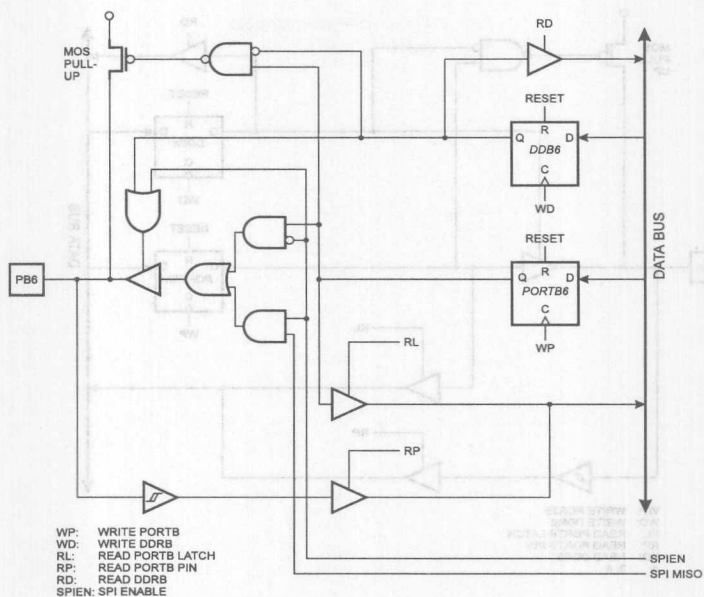 RD
MOS
PULL-
UP
RESET
R
Q DDB6 D
C
WD
RESET
R
Q PORTB6 D
C
WP
DATA BUS
PB6
RL
RP
WP: WRITE PORTB
WD: WRITE DDRB
RL: READ PORTB LATCH
RP: READ PORTB PIN
RD: READ DDRB
SPIEN: SPI ENABLE
SPIEN
SPI MISO